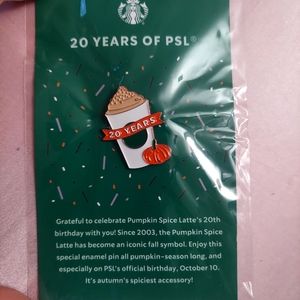 20 YEARS OF PSL®
20 YEARS
Grateful to celebrate Pumpkin Spice Latte's 20th
birthday with you! Since 2003, the Pumpkin Spice
Latte has become an iconic fall symbol. Enjoy this
special enamel pin all pumpkin-season long, and
especially on PSL's official birthday, October 10.
It's autumn's spiciest accessory!